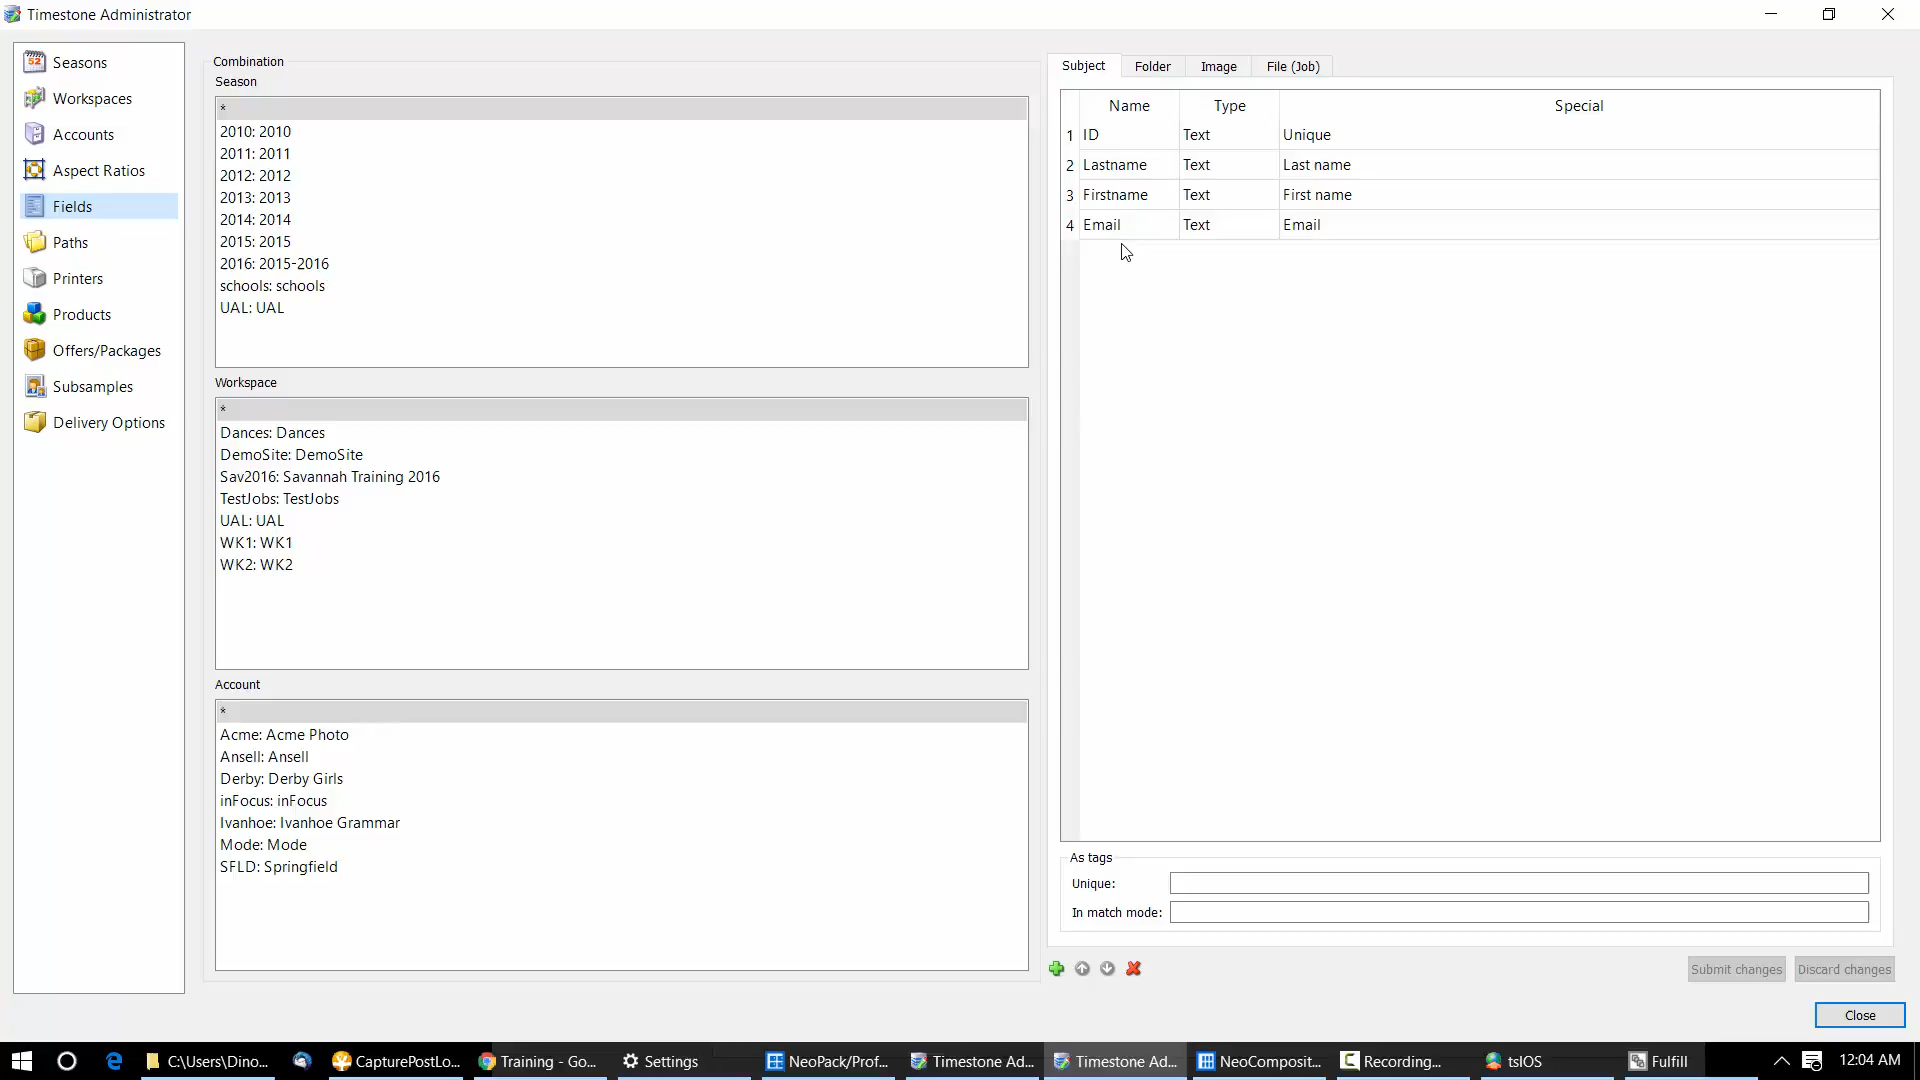 Timestone Administrator
52
Seasons
Workspaces
Accounts
Aspect Ratios
Fields
Paths
Printers
Products
Offers/Packages
Subsamples
Delivery Options
Combination
Season
*
2010: 2010
2011: 2011
2012: 2012
2013: 2013
2014: 2014
2015: 2015
2016: 2015-2016
schools: schools
UAL: UAL
Workspace
*
Dances: Dances
DemoSite: DemoSite
Sav2016: Savannah Training 2016
TestJobs: TestJobs
UAL: UAL
WK1: WK1
WK2: WK2
Account
*
Acme: Acme Photo
Ansell: Ansell
Derby: Derby Girls
inFocus: inFocus
Ivanhoe: Ivanhoe Grammar
Mode: Mode
SFLD: Springfield
Subject Folder Image File (Job)
Name Type Special
1 ID Text Unique
2 Lastname Text Last name
3 Firstname Text First name
4 Email Text Email
As tags
Unique:
In match mode:
Submit changes Discard changes
Close
C:\Users\Dino... CapturePostLo... Training - Go... Settings NeoPack/Prof... Timestone Ad... Timestone Ad... NeoComposit... Recording... tsIOS Fulfill 12:04 AM